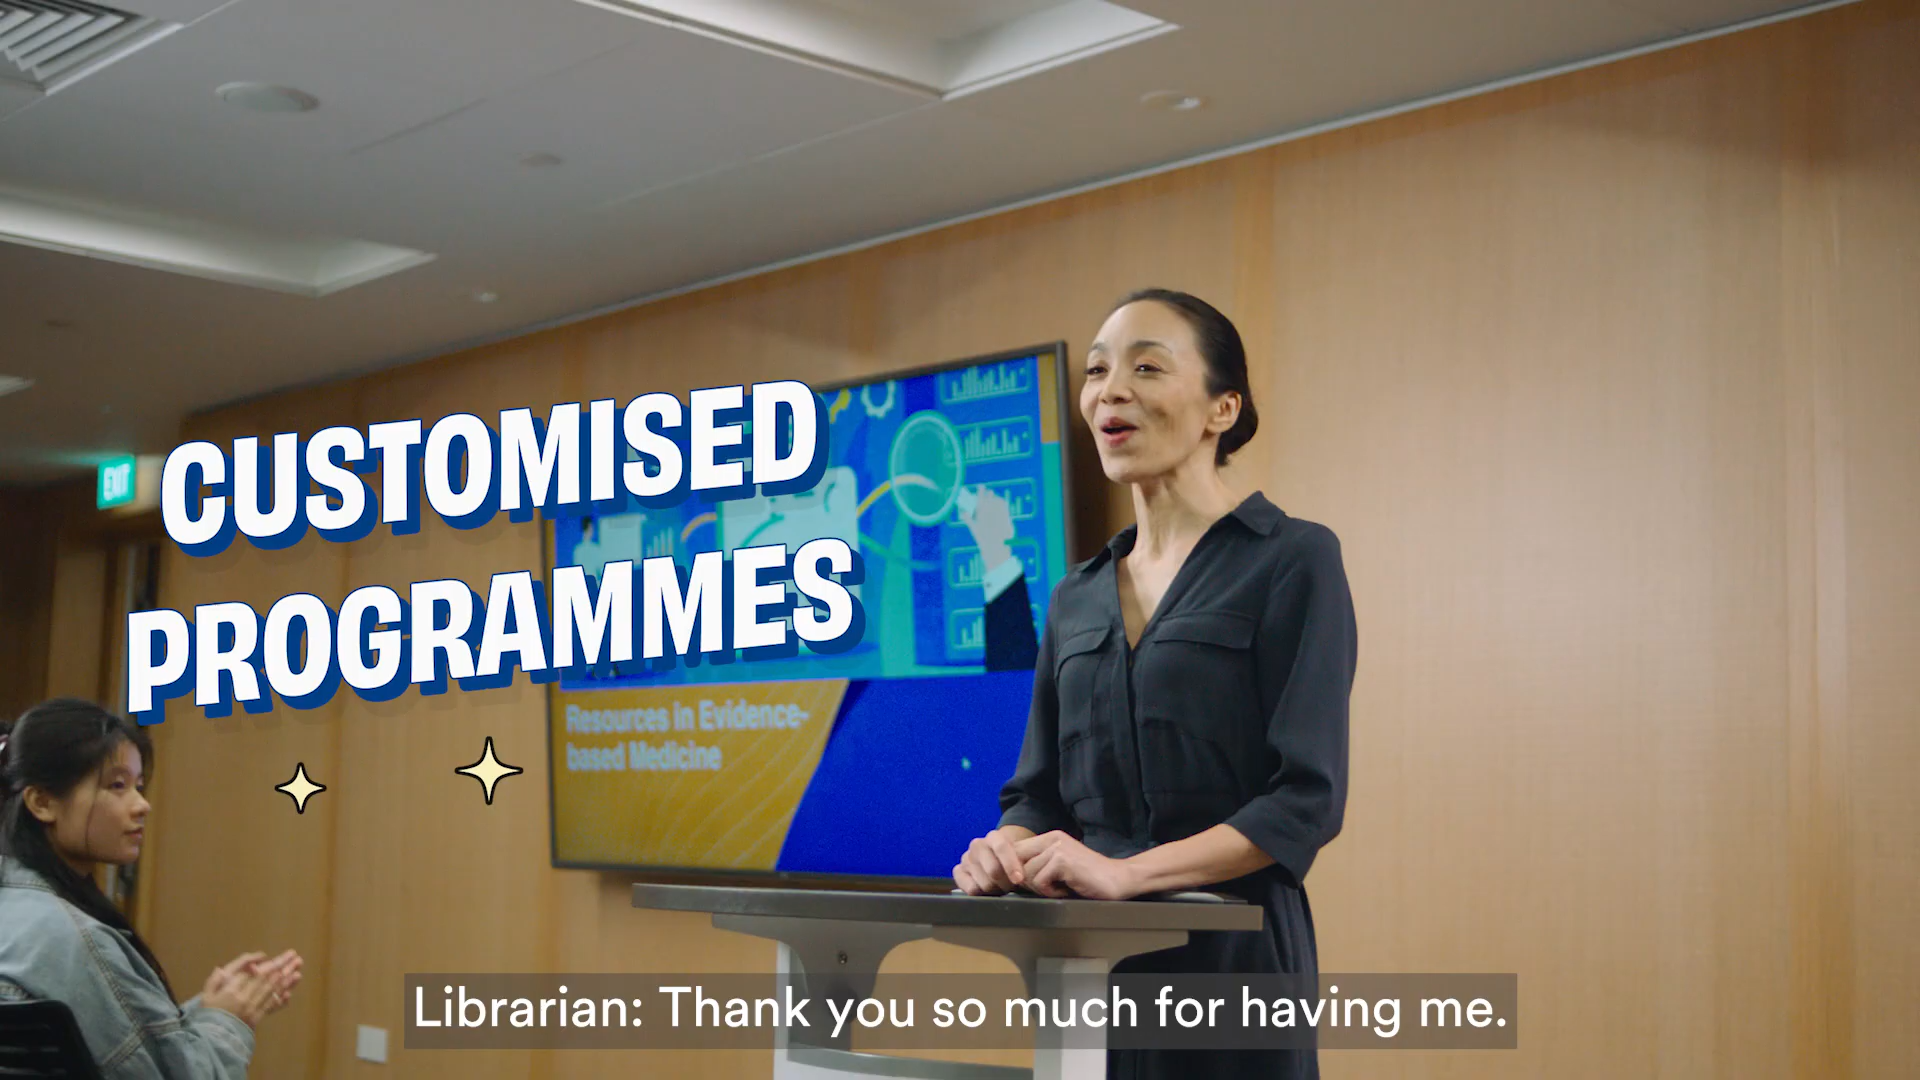 EXIT
CUSTOMISED
PROGRAMMES
Resources in Evidence-
based Medicine
Librarian: Thank you so much for having me.